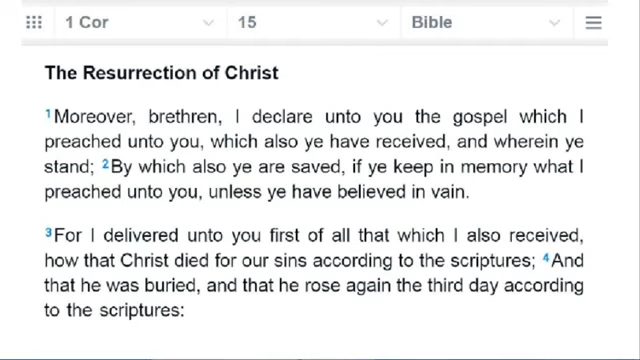 1 Cor 15 Bible
The Resurrection of Christ
1Moreover, brethren, I declare unto you the gospel which I
preached unto you, which also ye have received, and wherein ye
stand; 2By which also ye are saved, if ye keep in memory what I
preached unto you, unless ye have believed in vain.
3For I delivered unto you first of all that which I also received,
how that Christ died for our sins according to the scriptures; 4And
that he was buried, and that he rose again the third day according
to the scriptures: